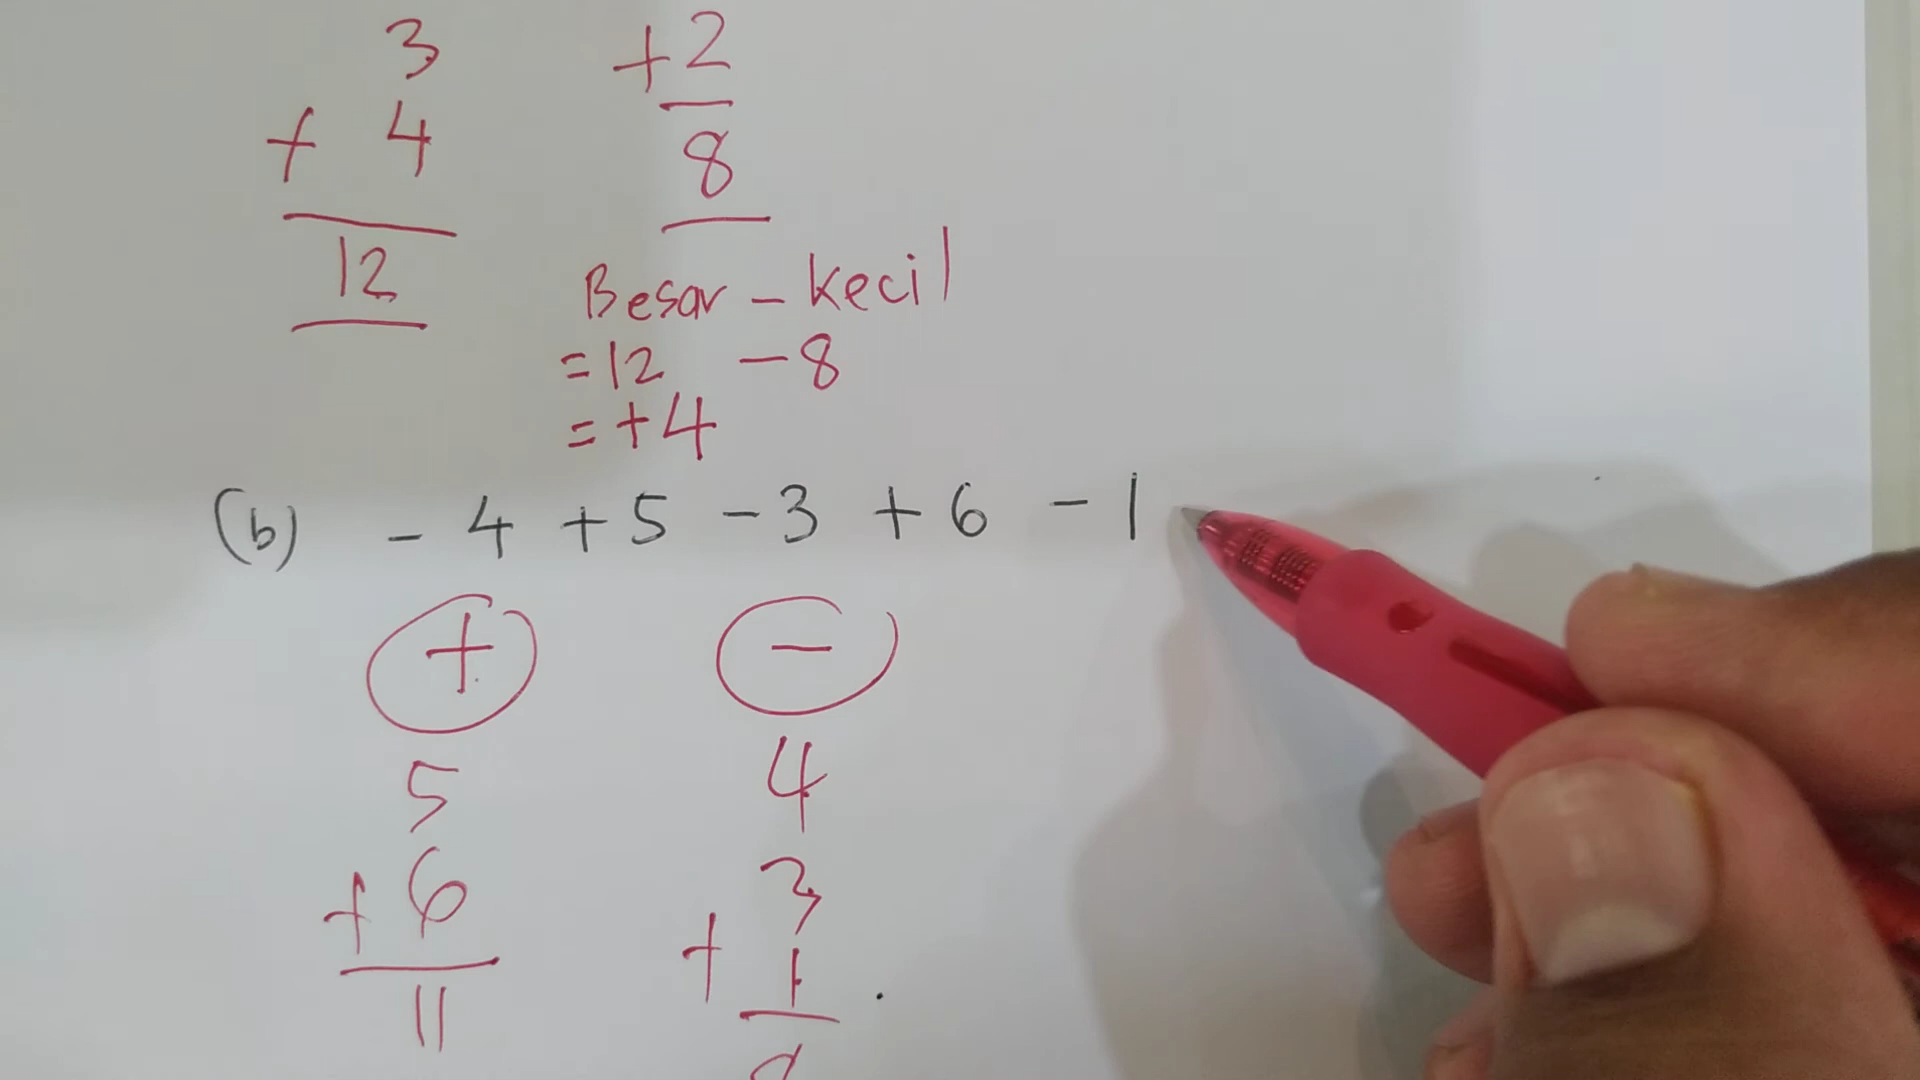 3 +2
+ 4 8
12
Besar - kecil
= 12 - 8
= +4
(b) - 4 + 5 - 3 + 6 - 1
+ -
5 4
+ 6 3
+ 1
11